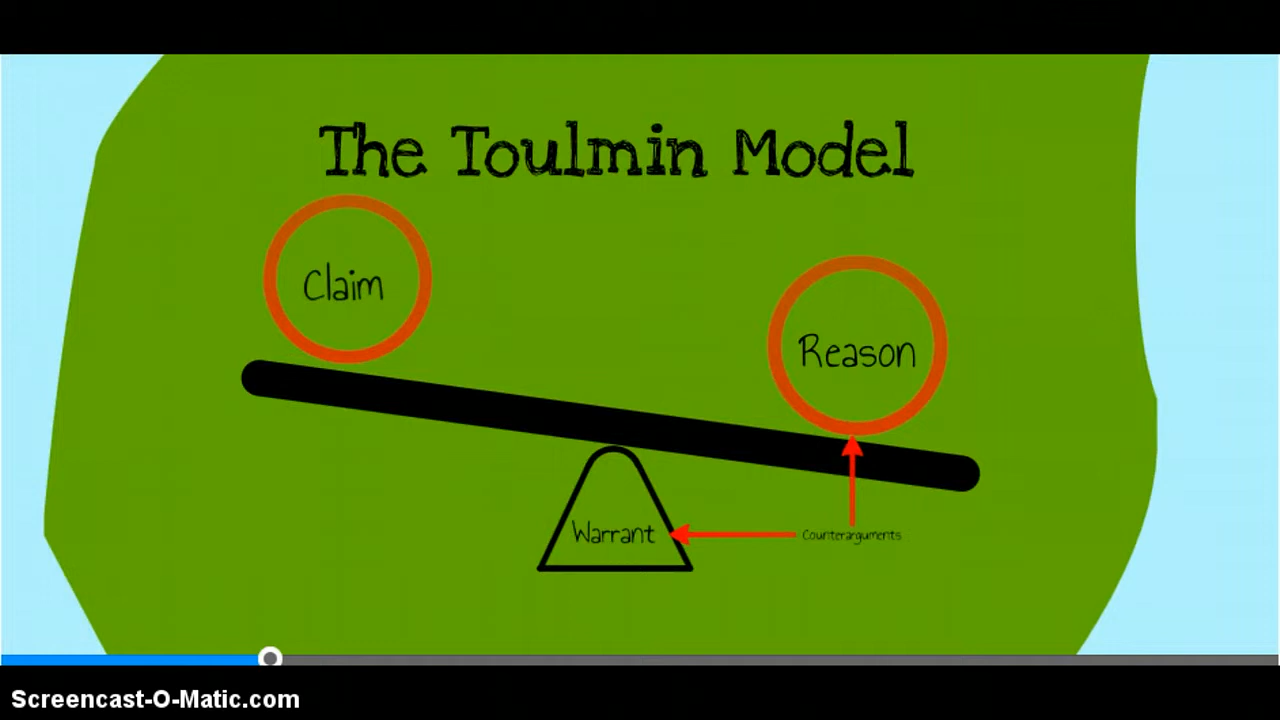 The Toulmin Model
Claim
Reason
Warrant
Counterarguments
Screencast-O-Matic.com